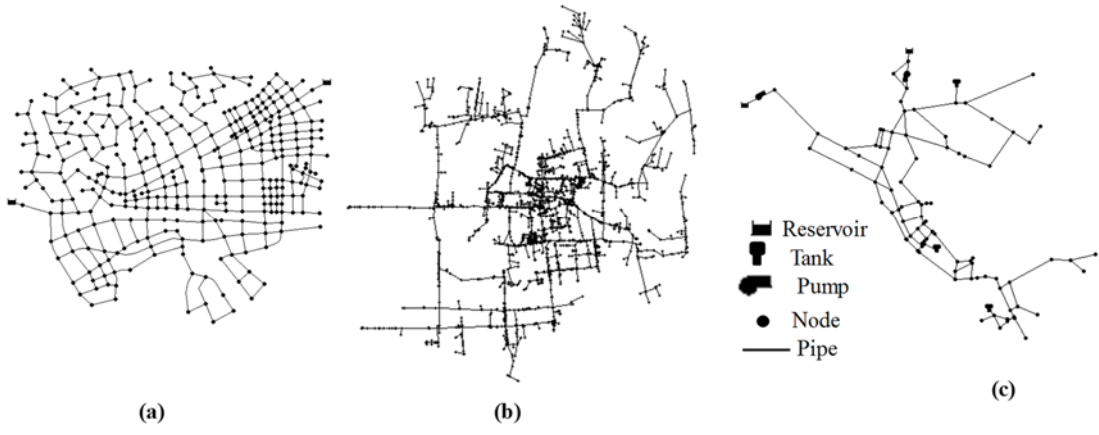 Reservoir
Tank
Pump
Node
Pipe
(a)
(b)
(c)